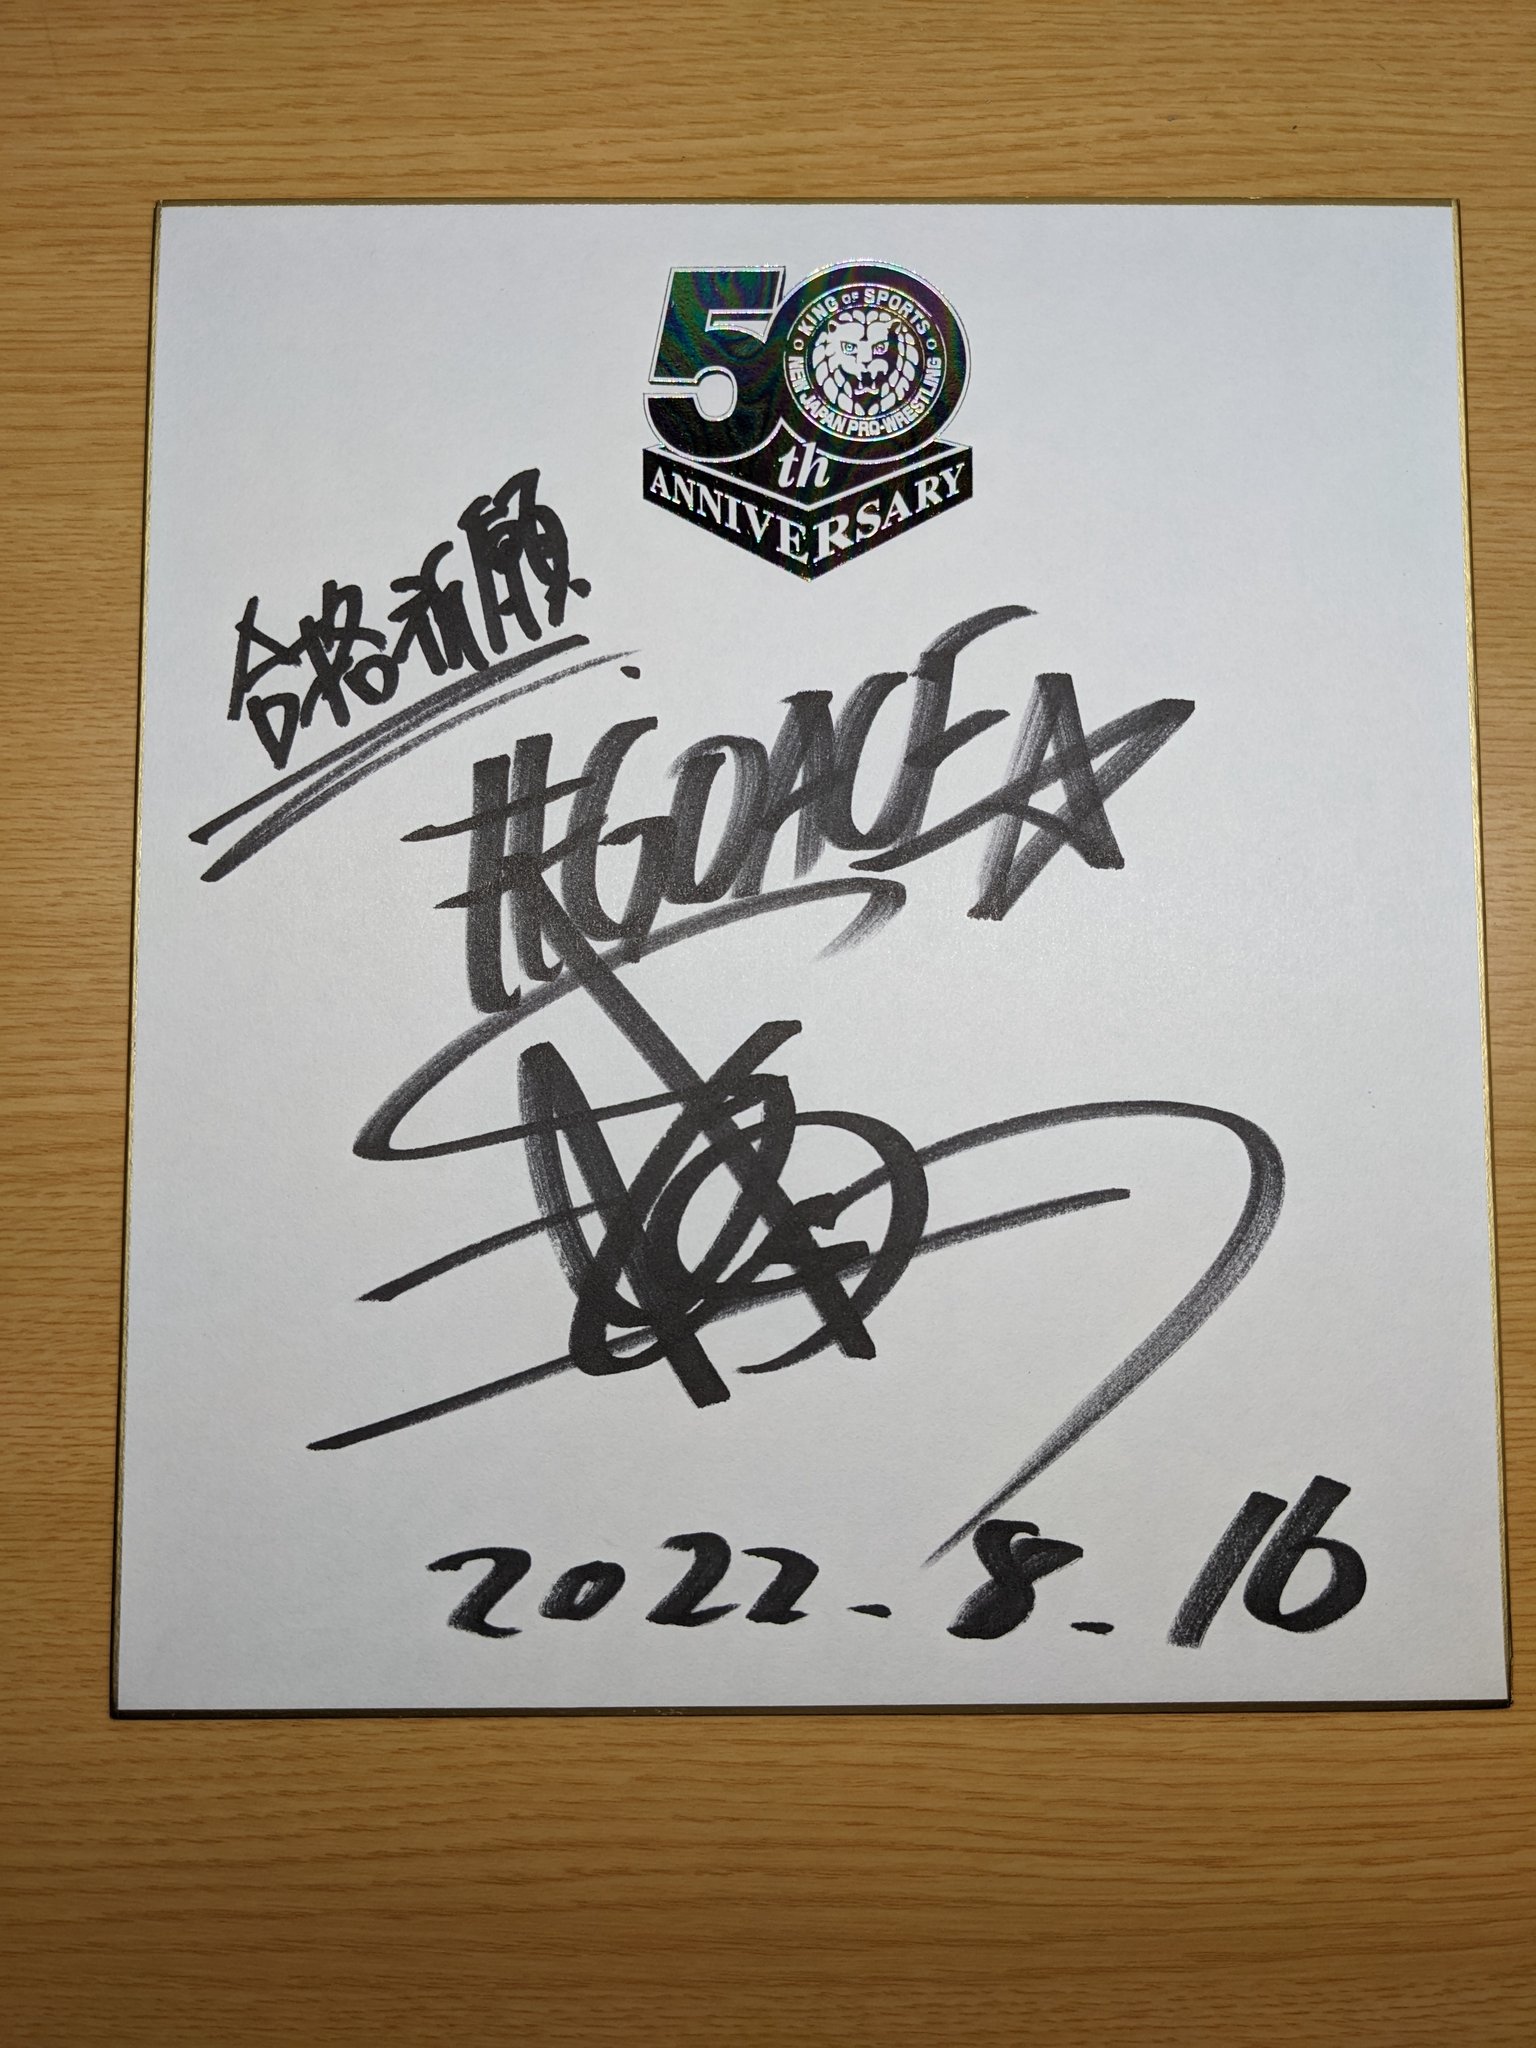 50th
KING OF SPORTS
NEW JAPAN PRO-WRESTLING
ANNIVERSARY
合格祈願
#GOACE☆
2022.8.16